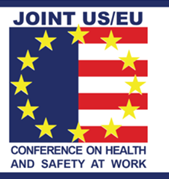 JOINT US/EU
CONFERENCE ON HEALTH
AND SAFETY AT WORK